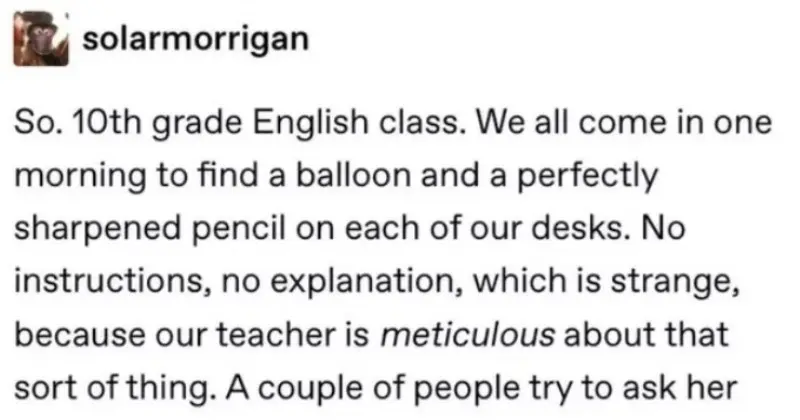 solarmorrigan
So. 10th grade English class. We all come in one
morning to find a balloon and a perfectly
sharpened pencil on each of our desks. No
instructions, no explanation, which is strange,
because our teacher is meticulous about that
sort of thing. A couple of people try to ask her